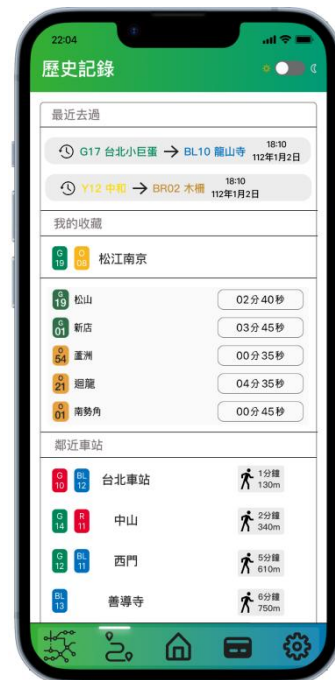 22:04
歷史記錄
最近去過
G17 台北小巨蛋 → BL10 龍山寺 18:10 112年1月2日
Y12 中和 → BR02 木柵 18:10 112年1月2日
我的收藏
G 19 O 08 松江南京
G 19 松山 02分40秒
G 01 新店 03分45秒
O 54 蘆洲 00分35秒
O 21 迴龍 04分35秒
O 01 南勢角 00分45秒
鄰近車站
G 10 BL 12 台北車站 1分鐘 130m
G 14 R 11 中山 2分鐘 340m
G 12 BL 11 西門 5分鐘 610m
BL 13 善導寺 6分鐘 750m